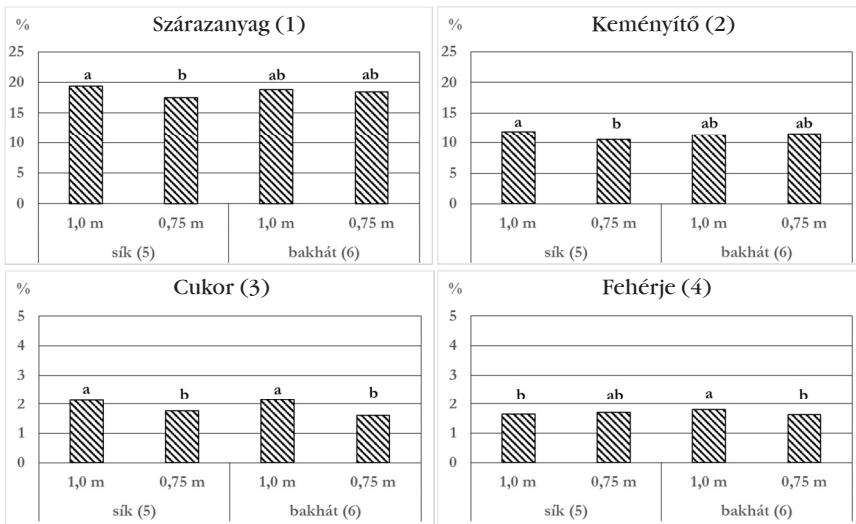 Szárazanyag (1)
%
25
20
15
10
5
0
a
b
ab
ab
1,0 m
0,75 m
1,0 m
0,75 m
sík (5)
bakhát (6)
Keményítő (2)
%
25
20
15
10
5
0
a
b
ab
ab
1,0 m
0,75 m
1,0 m
0,75 m
sík (5)
bakhát (6)
Cukor (3)
%
5
4
3
2
1
0
a
b
a
b
1,0 m
0,75 m
1,0 m
0,75 m
sík (5)
bakhát (6)
Fehérje (4)
%
5
4
3
2
1
0
b
ab
a
b
1,0 m
0,75 m
1,0 m
0,75 m
sík (5)
bakhát (6)